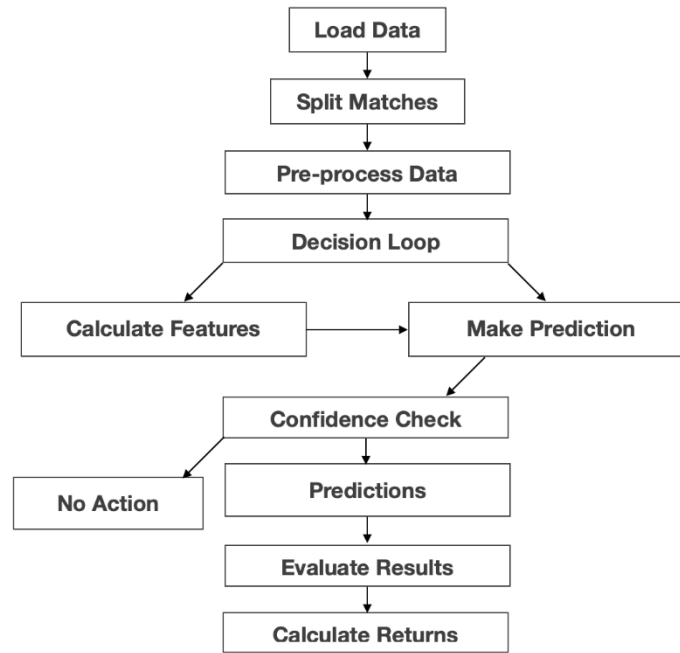 Load Data
Split Matches
Pre-process Data
Decision Loop
Calculate Features
Make Prediction
Confidence Check
No Action
Predictions
Evaluate Results
Calculate Returns